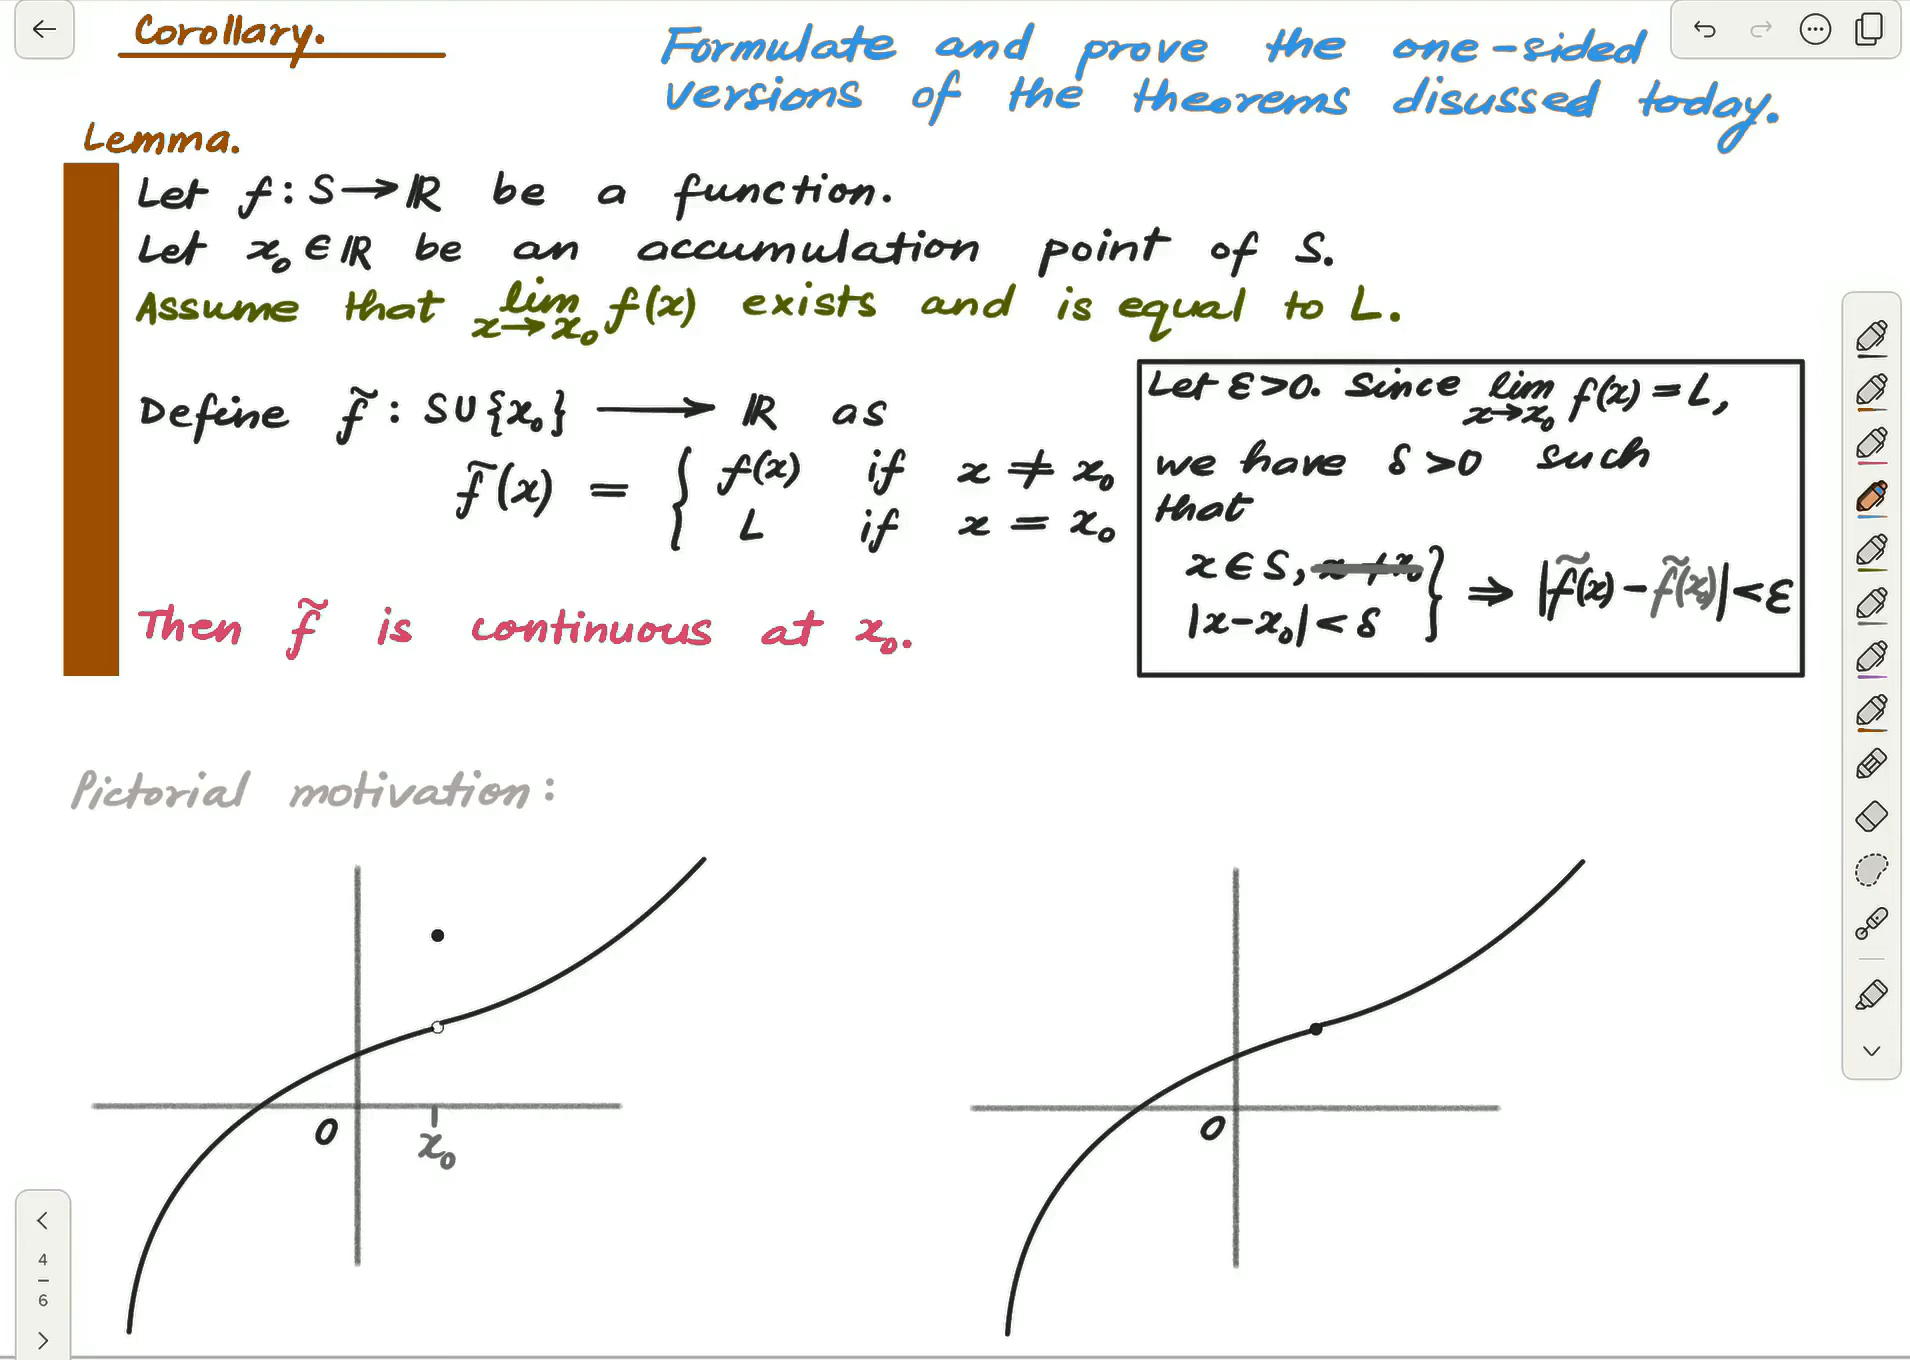 Corollary.
Formulate and prove the one-sided
versions of the theorems disussed today.
Lemma.
Let f : S → ℝ be a function.
Let x₀ ∈ ℝ be an accumulation point of S.
Assume that lim_{x→x₀} f(x) exists and is equal to L.
Define f̃ : S ∪ {x₀} ⟶ ℝ as
f̃(x) = { f(x) if x ≠ x₀
L if x = x₀
Then f̃ is continuous at x₀.
Let ε > 0. Since lim_{x→x₀} f(x) = L,
we have δ > 0 such
that
x ∈ S, x ≠ x₀
|x - x₀| < δ } ⇒ |f̃(x) - f̃(x₀)| < ε
Pictorial motivation:
0
x₀
0
4
6